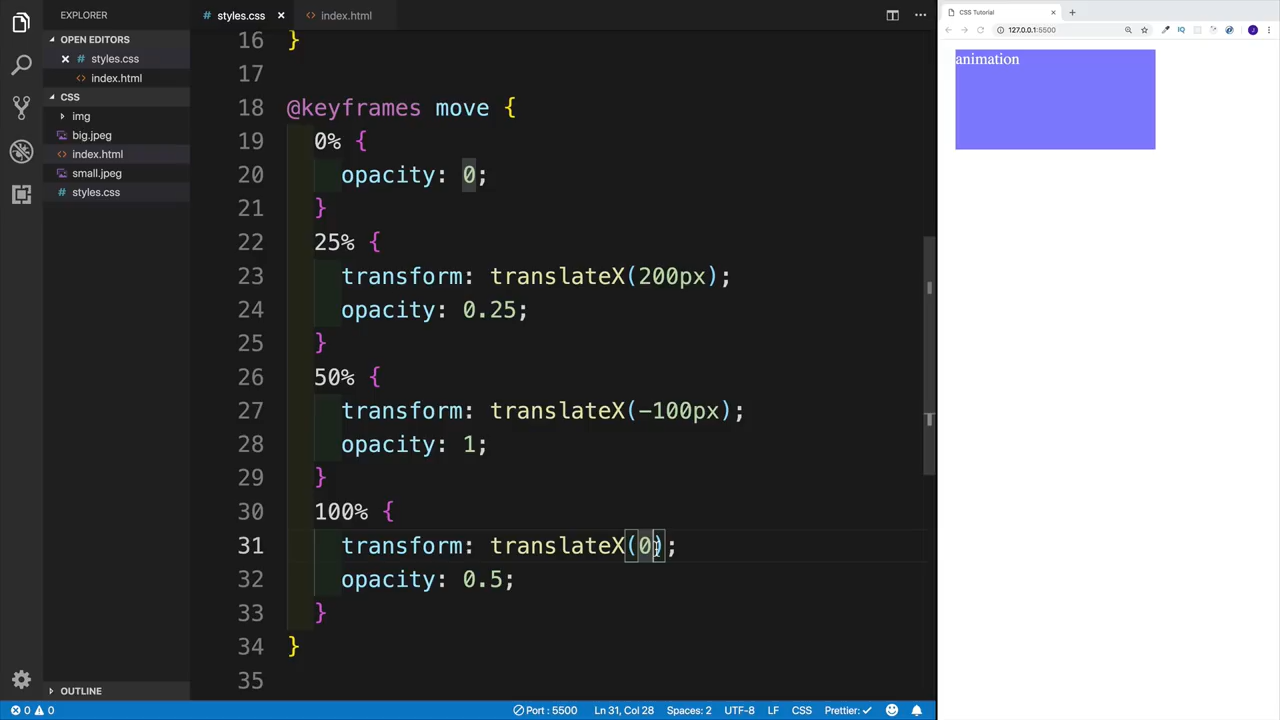 EXPLORER
OPEN EDITORS
# styles.css
<> index.html
CSS
img
big.jpeg
<> index.html
small.jpeg
# styles.css
OUTLINE
# styles.css
<> index.html
16 }
17
18 @keyframes move {
19 0% {
20 opacity: 0;
21 }
22 25% {
23 transform: translateX(200px);
24 opacity: 0.25;
25 }
26 50% {
27 transform: translateX(-100px);
28 opacity: 1;
29 }
30 100% {
31 transform: translateX(0);
32 opacity: 0.5;
33 }
34 }
35
CSS Tutorial
127.0.0.1:5500
IQ
J
animation
0 0 Port : 5500 Ln 31, Col 28 Spaces: 2 UTF-8 LF CSS Prettier: ✓